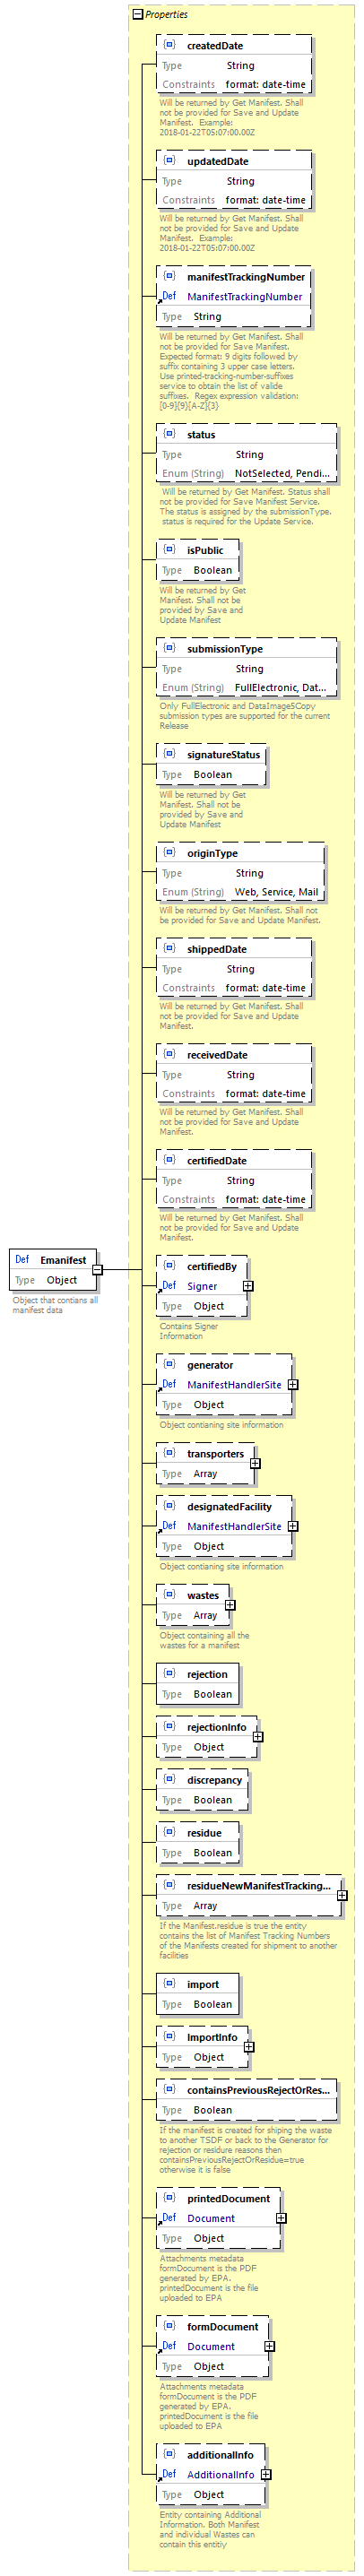 Properties
createdDate
Type String
Constraints format: date-time
Will be returned by Get Manifest. Shall
not be provided for Save and Update
Manifest. Example:
2018-01-22T05:07:00.00Z
updatedDate
Type String
Constraints format: date-time
Will be returned by Get Manifest. Shall
not be provided for Save and Update
Manifest. Example:
2018-01-22T05:07:00.00Z
manifestTrackingNumber
Def ManifestTrackingNumber
Type String
Will be returned by Get Manifest. Shall
not be provided for Save Manifest.
Expected format: 9 digits followed by
suffix containing 3 upper case letters.
Use printed-tracking-number-suffixes
service to obtain the list of valide
suffixes. Regex expression validation:
[0-9]{9}[A-Z]{3}
status
Type String
Enum (String) NotSelected, Pendi...
Will be returned by Get Manifest. Status shall
not be provided for Save Manifest Service.
The status is assigned by the submissionType.
status is required for the Update Service.
isPublic
Type Boolean
Will be returned by Get
Manifest. Shall not be
provided by Save and
Update Manifest
submissionType
Type String
Enum (String) FullElectronic, Dat...
Only FullElectronic and DataImage5Copy
submission types are supported for the current
Release
signatureStatus
Type Boolean
Will be returned by Get
Manifest. Shall not be
provided by Save and
Update Manifest
originType
Type String
Enum (String) Web, Service, Mail
Will be returned by Get Manifest. Shall not
be provided for Save and Update Manifest.
shippedDate
Type String
Constraints format: date-time
Will be returned by Get Manifest. Shall
not be provided for Save and Update
Manifest.
receivedDate
Type String
Constraints format: date-time
Will be returned by Get Manifest. Shall
not be provided for Save and Update
Manifest.
certifiedDate
Type String
Constraints format: date-time
Will be returned by Get Manifest. Shall
not be provided for Save and Update
Manifest.
Def Emanifest
Type Object
Object that contians all
manifest data
certifiedBy
Def Signer
Type Object
Contains Signer
Information
generator
Def ManifestHandlerSite
Type Object
Object contianing site information
transporters
Type Array
designatedFacility
Def ManifestHandlerSite
Type Object
Object contianing site information
wastes
Type Array
Object containing all the
wastes for a manifest
rejection
Type Boolean
rejectionInfo
Type Object
discrepancy
Type Boolean
residue
Type Boolean
residueNewManifestTracking...
Type Array
If the Manifest.residue is true the entity
contains the list of Manifest Tracking Numbers
of the Manifests created for shipment to another
facilities
import
Type Boolean
ImportInfo
Type Object
containsPreviousRejectOrRes...
Type Boolean
If the manifest is created for shiping the waste
to another TSDF or back to the Generator for
rejection or residure reasons then
containsPreviousRejectOrResidue=true
otherwise it is false
printedDocument
Def Document
Type Object
Attachments metadata
formDocument is the PDF
generated by EPA.
printedDocument is the file
uploaded to EPA
formDocument
Def Document
Type Object
Attachments metadata
formDocument is the PDF
generated by EPA.
printedDocument is the file
uploaded to EPA
additionalInfo
Def AdditionalInfo
Type Object
Entity containing Additional
Information. Both Manifest
and individual Wastes can
contain this entitiy